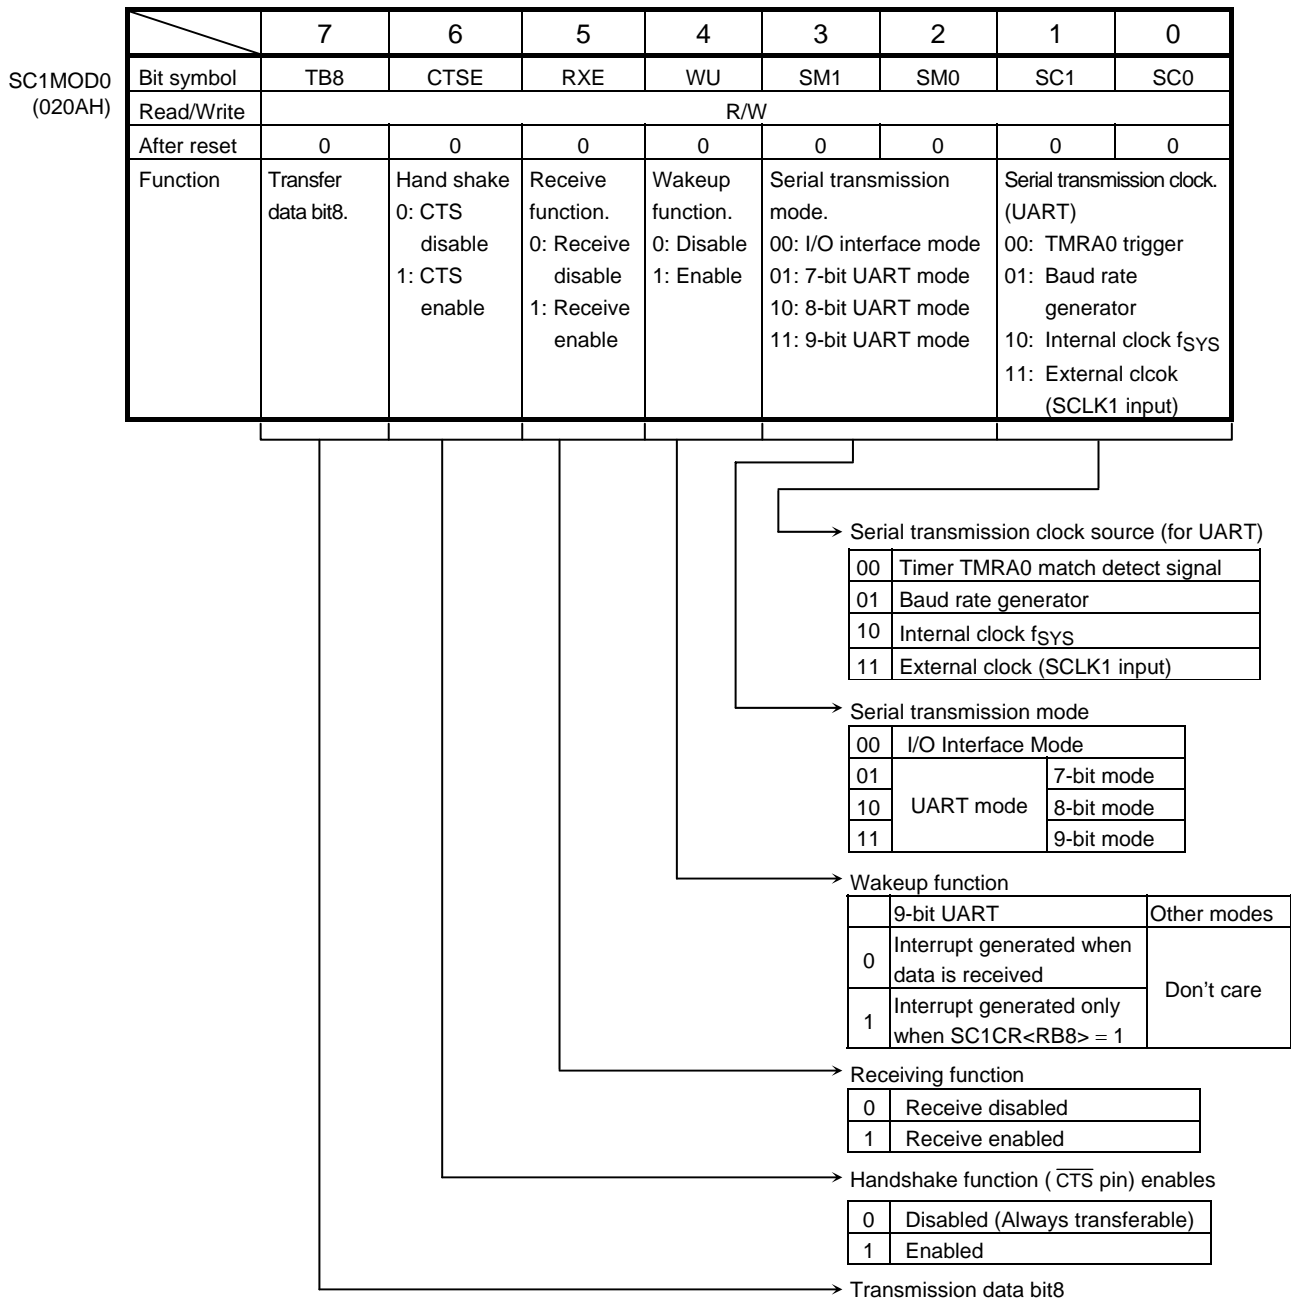 7 6 5 4 3 2 1 0
SC1MOD0
(020AH)
Bit symbol TB8 CTSE RXE WU SM1 SM0 SC1 SC0
Read/Write R/W
After reset 0 0 0 0 0 0 0 0
Function
Transfer
data bit8.
Hand shake
0: CTS
disable
1: CTS
enable
Receive
function.
0: Receive
disable
1: Receive
enable
Wakeup
function.
0: Disable
1: Enable
Serial transmission
mode.
00: I/O interface mode
01: 7-bit UART mode
10: 8-bit UART mode
11: 9-bit UART mode
Serial transmission clock.
(UART)
00: TMRA0 trigger
01: Baud rate
generator
10: Internal clock fSYS
11: External clcok
(SCLK1 input)
Serial transmission clock source (for UART)
00 Timer TMRA0 match detect signal
01 Baud rate generator
10 Internal clock fSYS
11 External clock (SCLK1 input)
Serial transmission mode
00 I/O Interface Mode
01 7-bit mode
10 UART mode 8-bit mode
11 9-bit mode
Wakeup function
9-bit UART Other modes
0 Interrupt generated when
data is received
Don't care
1 Interrupt generated only
when SC1CR<RB8> = 1
Receiving function
0 Receive disabled
1 Receive enabled
Handshake function ( C̅T̅S̅ pin) enables
0 Disabled (Always transferable)
1 Enabled
Transmission data bit8